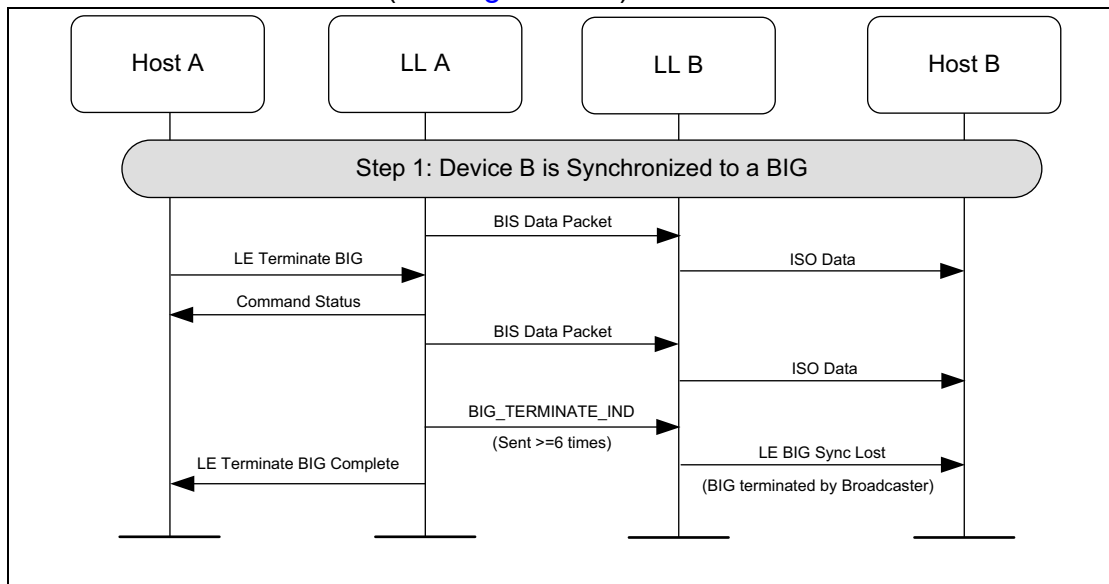 Host A
LL A
LL B
Host B
Step 1: Device B is Synchronized to a BIG
BIS Data Packet
LE Terminate BIG
ISO Data
Command Status
BIS Data Packet
ISO Data
BIG_TERMINATE_IND
(Sent >=6 times)
LE Terminate BIG Complete
LE BIG Sync Lost
(BIG terminated by Broadcaster)